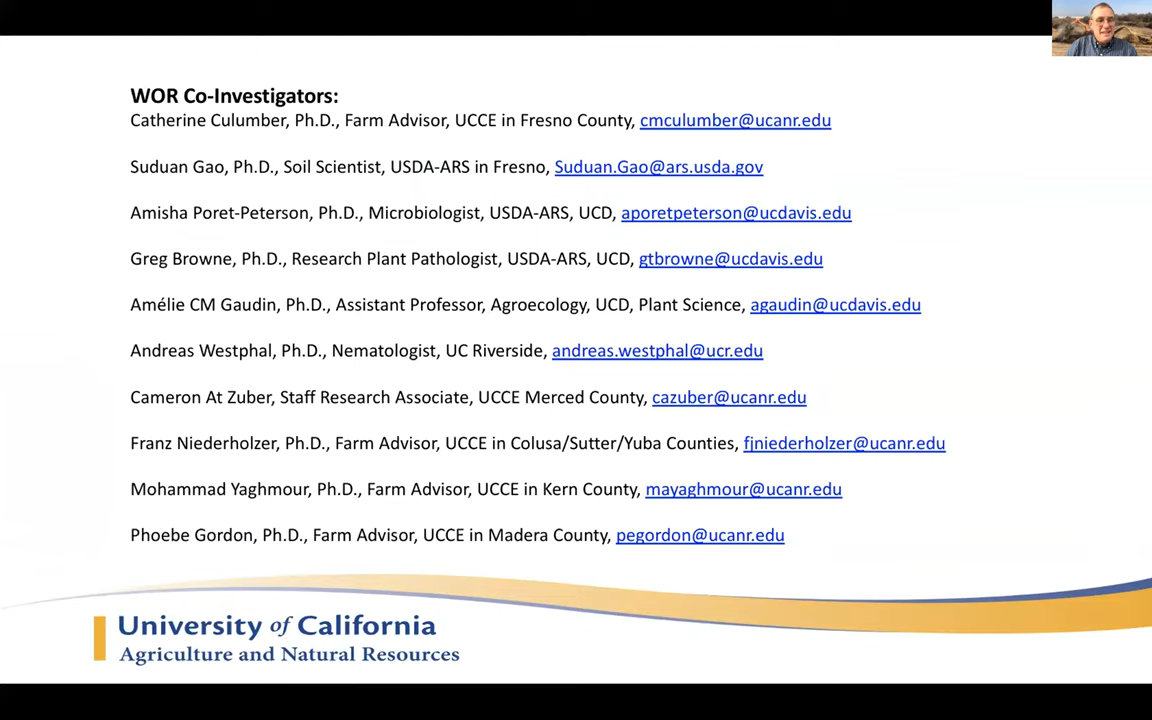 WOR Co-Investigators:
Catherine Culumber, Ph.D., Farm Advisor, UCCE in Fresno County, cmculumber@ucanr.edu
Suduan Gao, Ph.D., Soil Scientist, USDA-ARS in Fresno, Suduan.Gao@ars.usda.gov
Amisha Poret-Peterson, Ph.D., Microbiologist, USDA-ARS, UCD, aporetpeterson@ucdavis.edu
Greg Browne, Ph.D., Research Plant Pathologist, USDA-ARS, UCD, gtbrowne@ucdavis.edu
Amélie CM Gaudin, Ph.D., Assistant Professor, Agroecology, UCD, Plant Science, agaudin@ucdavis.edu
Andreas Westphal, Ph.D., Nematologist, UC Riverside, andreas.westphal@ucr.edu
Cameron At Zuber, Staff Research Associate, UCCE Merced County, cazuber@ucanr.edu
Franz Niederholzer, Ph.D., Farm Advisor, UCCE in Colusa/Sutter/Yuba Counties, fjniederholzer@ucanr.edu
Mohammad Yaghmour, Ph.D., Farm Advisor, UCCE in Kern County, mayaghmour@ucanr.edu
Phoebe Gordon, Ph.D., Farm Advisor, UCCE in Madera County, pegordon@ucanr.edu
University of California
Agriculture and Natural Resources